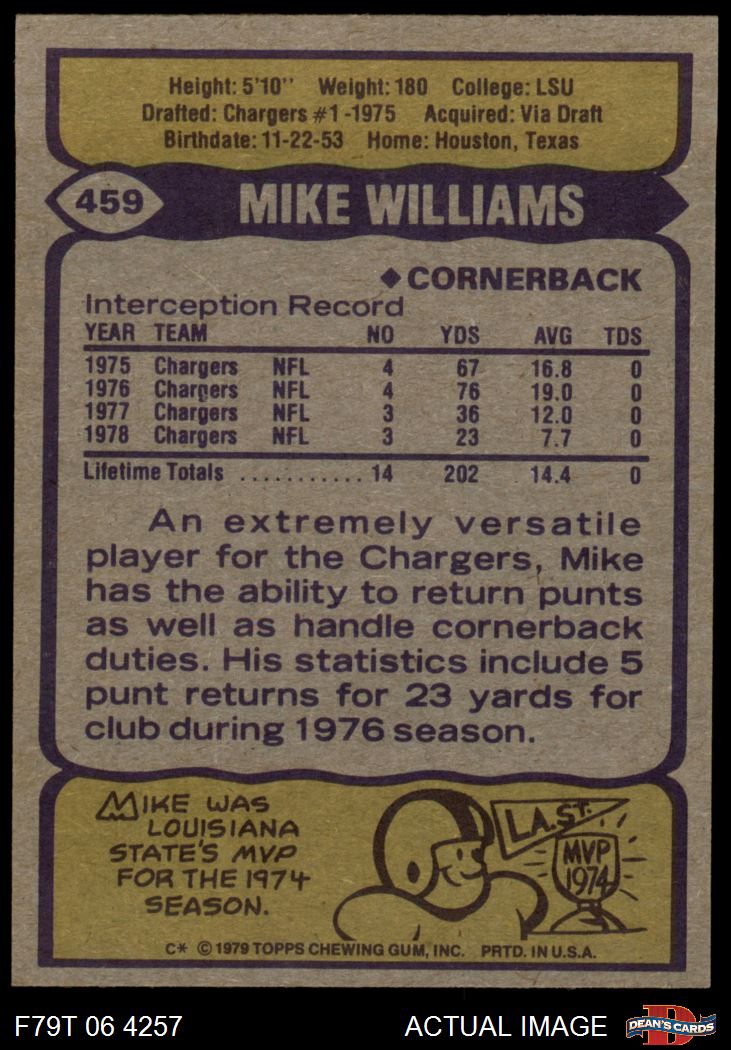 Height: 5'10" Weight: 180 College: LSU
Drafted: Chargers #1-1975 Acquired: Via Draft
Birthdate: 11-22-53 Home: Houston, Texas
459 MIKE WILLIAMS
◆CORNERBACK
Interception Record
YEAR TEAM NO YDS AVG TDS
1975 Chargers NFL 4 67 16.8 0
1976 Chargers NFL 4 76 19.0 0
1977 Chargers NFL 3 36 12.0 0
1978 Chargers NFL 3 23 7.7 0
Lifetime Totals ........... 14 202 14.4 0
An extremely versatile
player for the Chargers, Mike
has the ability to return punts
as well as handle cornerback
duties. His statistics include 5
punt returns for 23 yards for
club during 1976 season.
MIKE WAS
LOUISIANA
STATE'S MVP
FOR THE 1974
SEASON.
L.A. ST.
MVP
1974
C* © 1979 TOPPS CHEWING GUM, INC. PRTD. IN U.S.A.
F79T 06 4257 ACTUAL IMAGE D DEAN'S CARDS